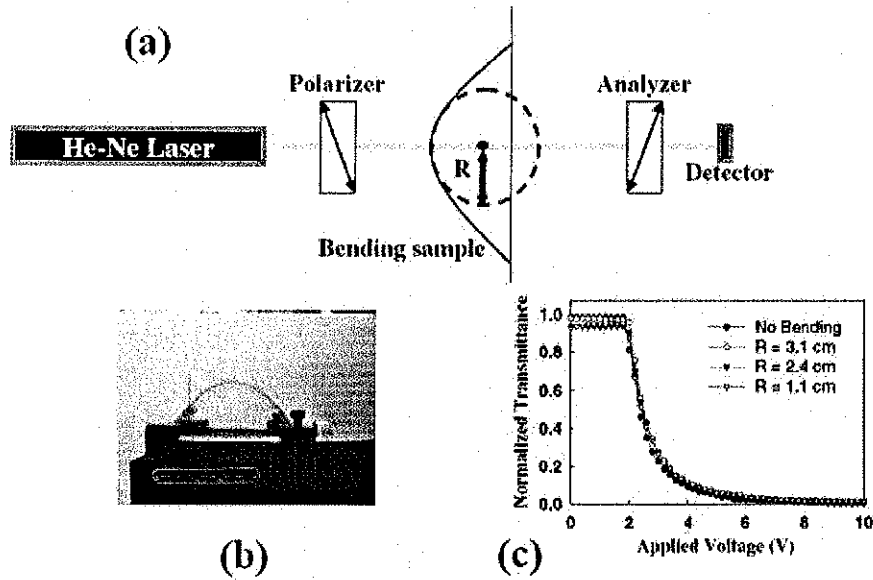 (a)
Polarizer
Analyzer
He-Ne Laser
R
Detector
Bending sample
Normalized Transmittance
1.0
0.8
0.6
0.4
0.2
0.0
No Bending
R = 3.1 cm
R = 2.4 cm
R = 1.1 cm
0 2 4 6 8 10
Applied Voltage (V)
(b)
(c)